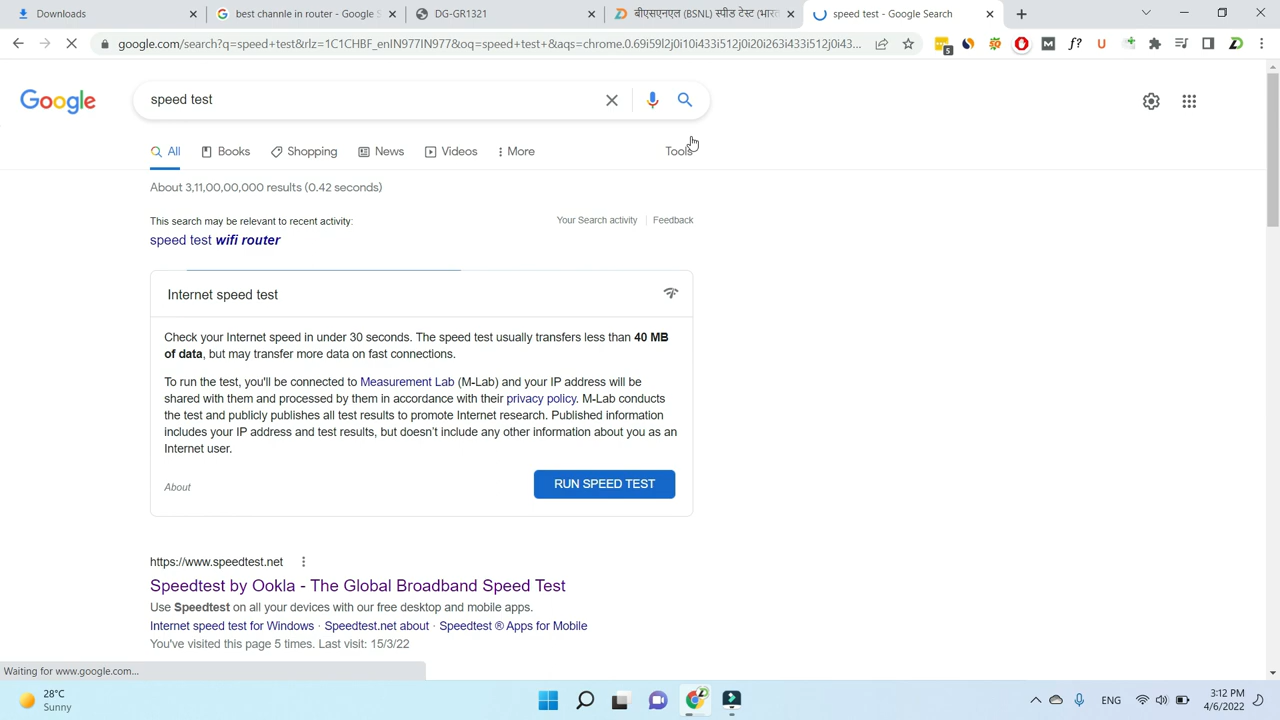 Downloads
best channel in router - Google S
DG-GR1321
बीएसएनएल (BSNL) स्पीड टेस्ट (भारत
speed test - Google Search
google.com/search?q=speed+test&rlz=1C1CHBF_enIN977IN977&oq=speed+test+&aqs=chrome.0.69i59l2j0i10i433i512j0i20i263i433i512j0i43...
5
M
f?
U
Google
speed test
All
Books
Shopping
News
Videos
More
Tools
About 3,11,00,00,000 results (0.42 seconds)
This search may be relevant to recent activity:
Your Search activity
Feedback
speed test wifi router
Internet speed test
Check your Internet speed in under 30 seconds. The speed test usually transfers less than 40 MB
of data, but may transfer more data on fast connections.
To run the test, you'll be connected to Measurement Lab (M-Lab) and your IP address will be
shared with them and processed by them in accordance with their privacy policy. M-Lab conducts
the test and publicly publishes all test results to promote Internet research. Published information
includes your IP address and test results, but doesn't include any other information about you as an
Internet user.
About
RUN SPEED TEST
https://www.speedtest.net
Speedtest by Ookla - The Global Broadband Speed Test
Use Speedtest on all your devices with our free desktop and mobile apps.
Internet speed test for Windows · Speedtest.net about · Speedtest ® Apps for Mobile
You've visited this page 5 times. Last visit: 15/3/22
Waiting for www.google.com...
28°C
Sunny
ENG
3:12 PM
4/6/2022